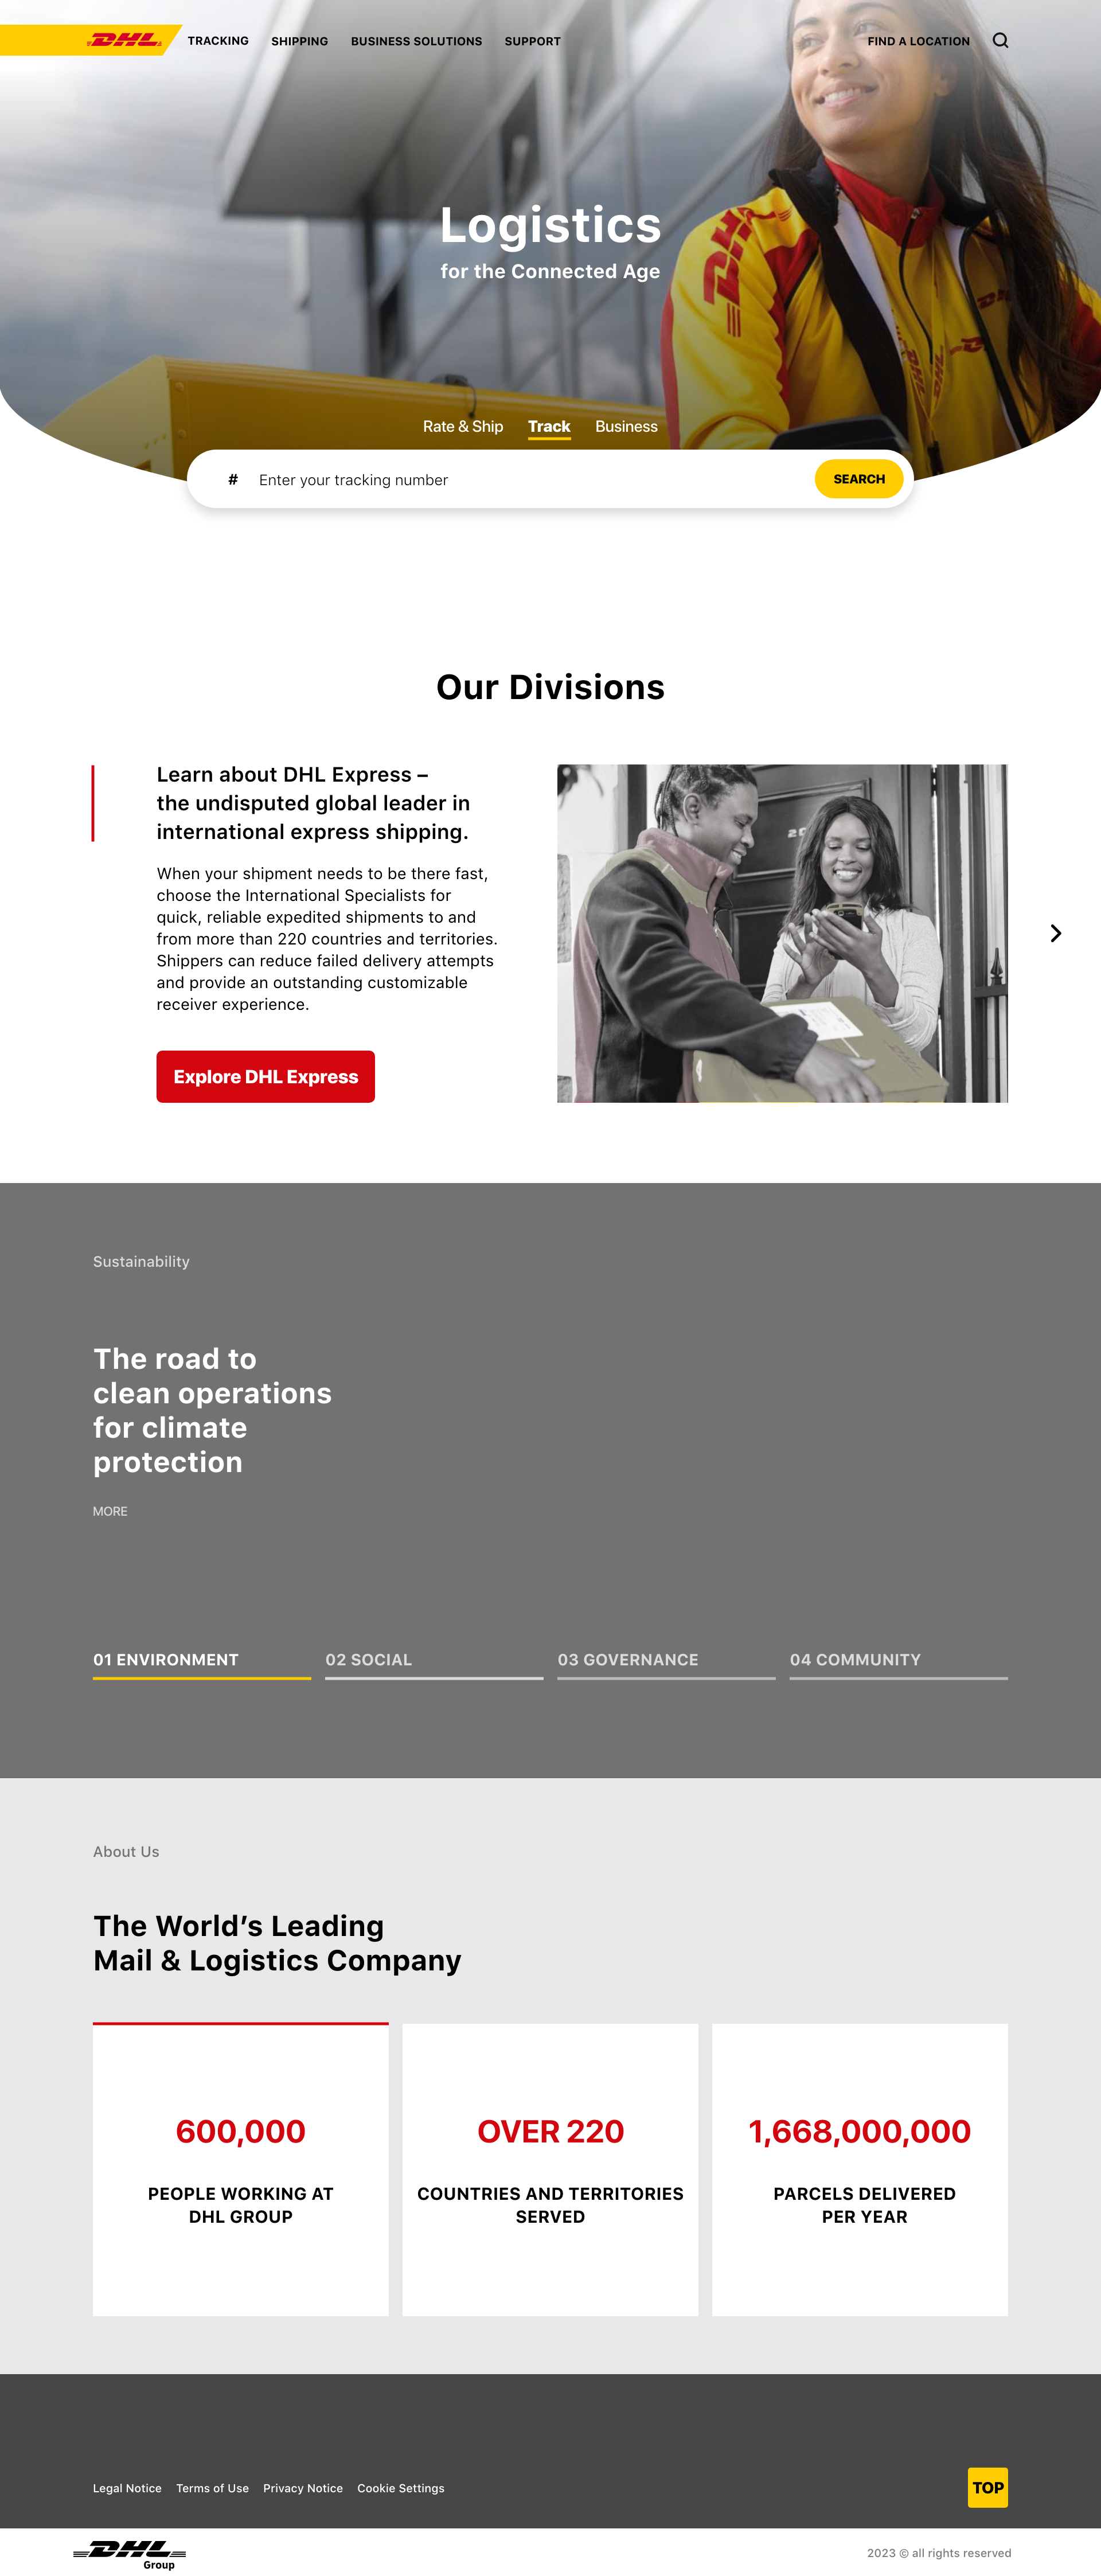 DHL
TRACKING
SHIPPING
BUSINESS SOLUTIONS
SUPPORT
FIND A LOCATION
Logistics
for the Connected Age
DHL
DHL
Rate & Ship
Track
Business
#
Enter your tracking number
SEARCH
Our Divisions
Learn about DHL Express –
the undisputed global leader in
international express shipping.
When your shipment needs to be there fast,
choose the International Specialists for
quick, reliable expedited shipments to and
from more than 220 countries and territories.
Shippers can reduce failed delivery attempts
and provide an outstanding customizable
receiver experience.
Explore DHL Express
Sustainability
The road to
clean operations
for climate
protection
MORE
01 ENVIRONMENT
02 SOCIAL
03 GOVERNANCE
04 COMMUNITY
About Us
The World’s Leading
Mail & Logistics Company
600,000
PEOPLE WORKING AT
DHL GROUP
OVER 220
COUNTRIES AND TERRITORIES
SERVED
1,668,000,000
PARCELS DELIVERED
PER YEAR
Legal Notice
Terms of Use
Privacy Notice
Cookie Settings
TOP
DHL
Group
2023 © all rights reserved